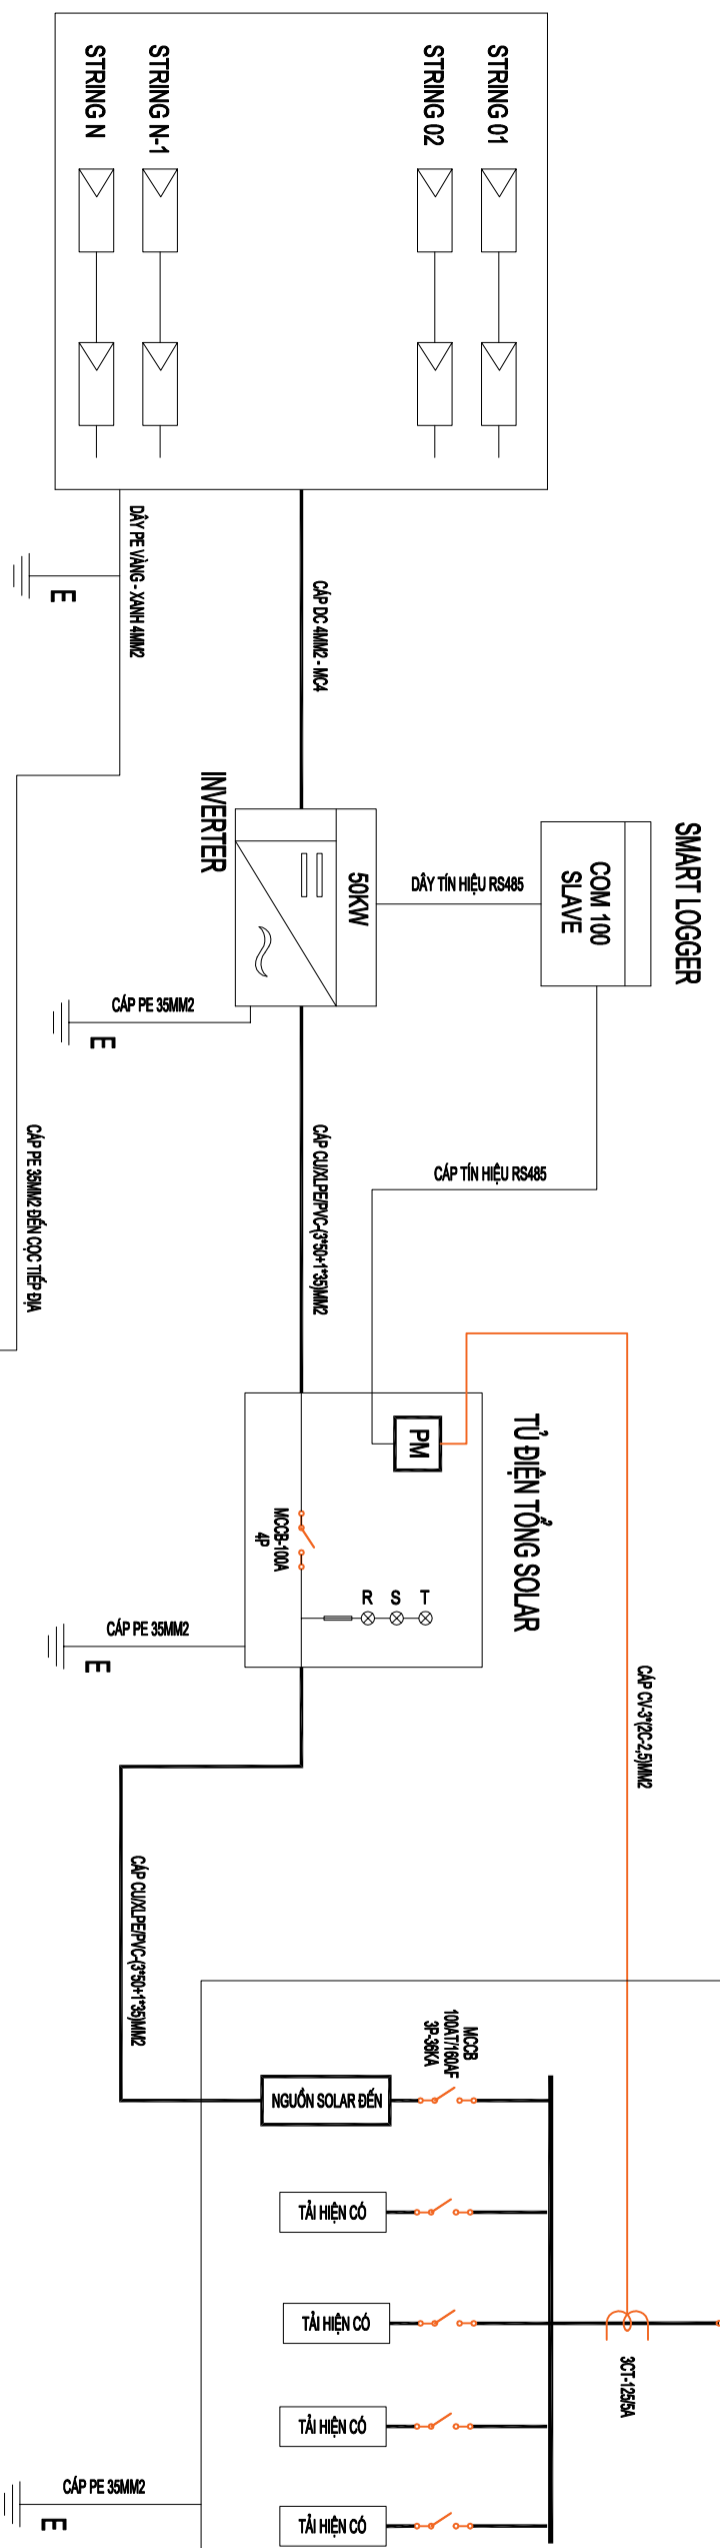 STRING 01
STRING 02
STRING N-1
STRING N
DÂY PE VÀNG - XANH 4MM2
E
CÁP DC 4MM2 - MC4
SMART LOGGER
COM 100
SLAVE
DÂY TÍN HIỆU RS485
50KW
INVERTER
CÁP PE 35MM2
E
CÁP PE 35MM2 ĐẾN CỌC TIẾP ĐỊA
CÁP CU/XLPE/PVC-(3*50+1*35)MM2
CÁP TÍN HIỆU RS485
TỦ ĐIỆN TỔNG SOLAR
PM
MCCB-100A
4P
R S T
CÁP PE 35MM2
E
CÁP CV-3*(2C-2,5)MM2
CÁP CU/XLPE/PVC-(3*50+1*35)MM2
MCCB
100AT/160AF
3P-36KA
NGUỒN SOLAR ĐẾN
TẢI HIỆN CÓ
TẢI HIỆN CÓ
3CT-125/5A
TẢI HIỆN CÓ
TẢI HIỆN CÓ
CÁP PE 35MM2
E